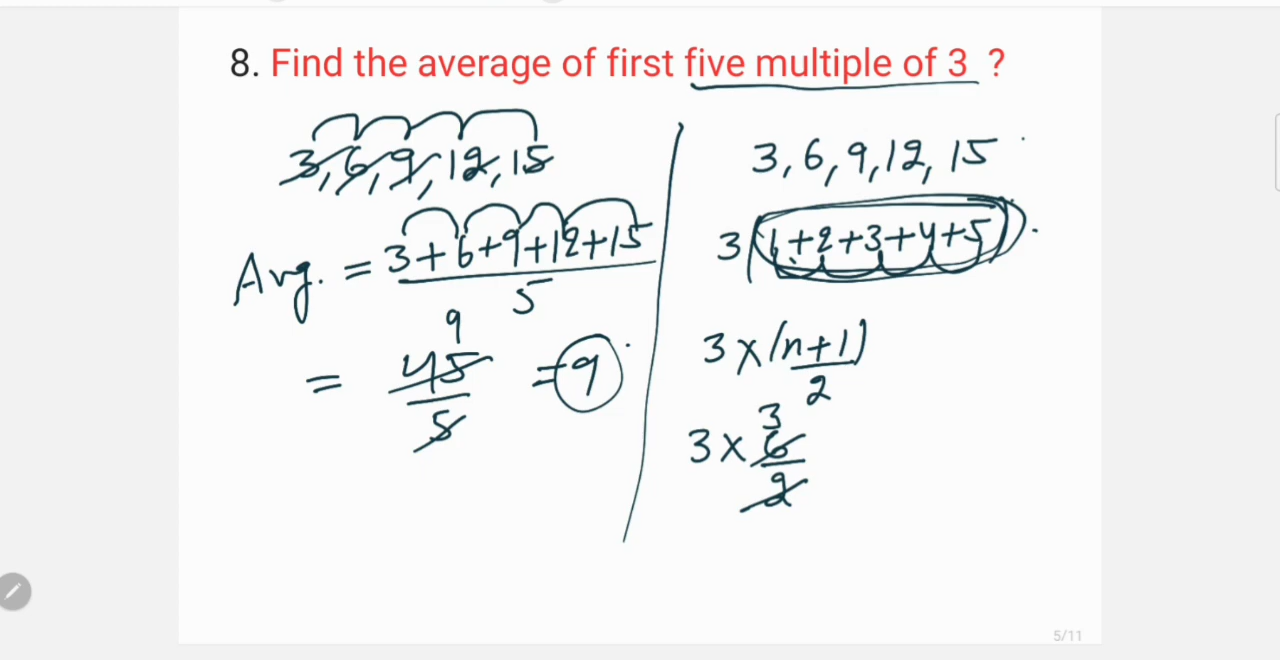 8. Find the average of first five multiple of 3 ?
3,6,9,12,15
Avg. = 3+6+9+12+15
5
9
= 45 = 9
5
3,6,9,12,15
3(1+2+3+4+5)
3×(n+1)
2
3
3×6
2
5/11